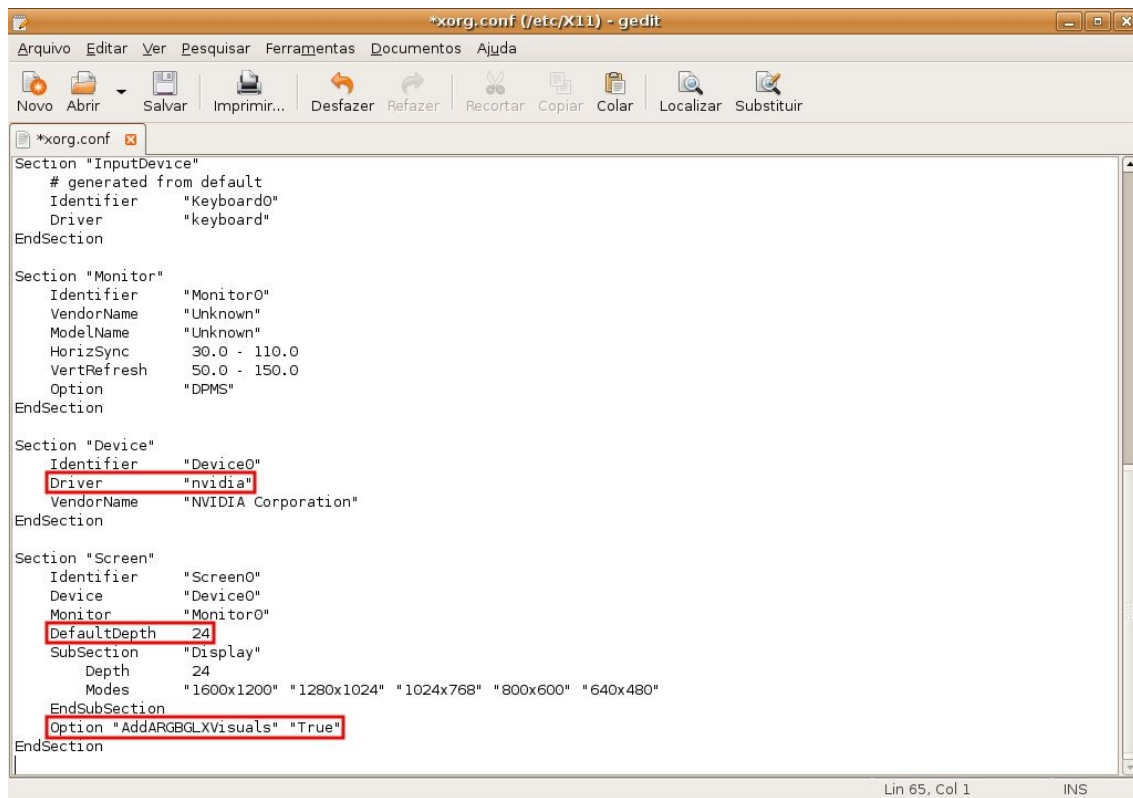 *xorg.conf (/etc/X11) - gedit
Arquivo Editar Ver Pesquisar Ferramentas Documentos Ajuda
Novo Abrir Salvar Imprimir... Desfazer Refazer Recortar Copiar Colar Localizar Substituir
*xorg.conf
Section "InputDevice"
    # generated from default
    Identifier     "Keyboard0"
    Driver         "keyboard"
EndSection

Section "Monitor"
    Identifier     "Monitor0"
    VendorName     "Unknown"
    ModelName      "Unknown"
    HorizSync       30.0 - 110.0
    VertRefresh     50.0 - 150.0
    Option         "DPMS"
EndSection

Section "Device"
    Identifier     "Device0"
    Driver         "nvidia"
    VendorName     "NVIDIA Corporation"
EndSection

Section "Screen"
    Identifier     "Screen0"
    Device         "Device0"
    Monitor        "Monitor0"
    DefaultDepth    24
    SubSection     "Display"
        Depth       24
        Modes      "1600x1200" "1280x1024" "1024x768" "800x600" "640x480"
    EndSubSection
    Option "AddARGBGLXVisuals" "True"
EndSection
Lin 65, Col 1 INS